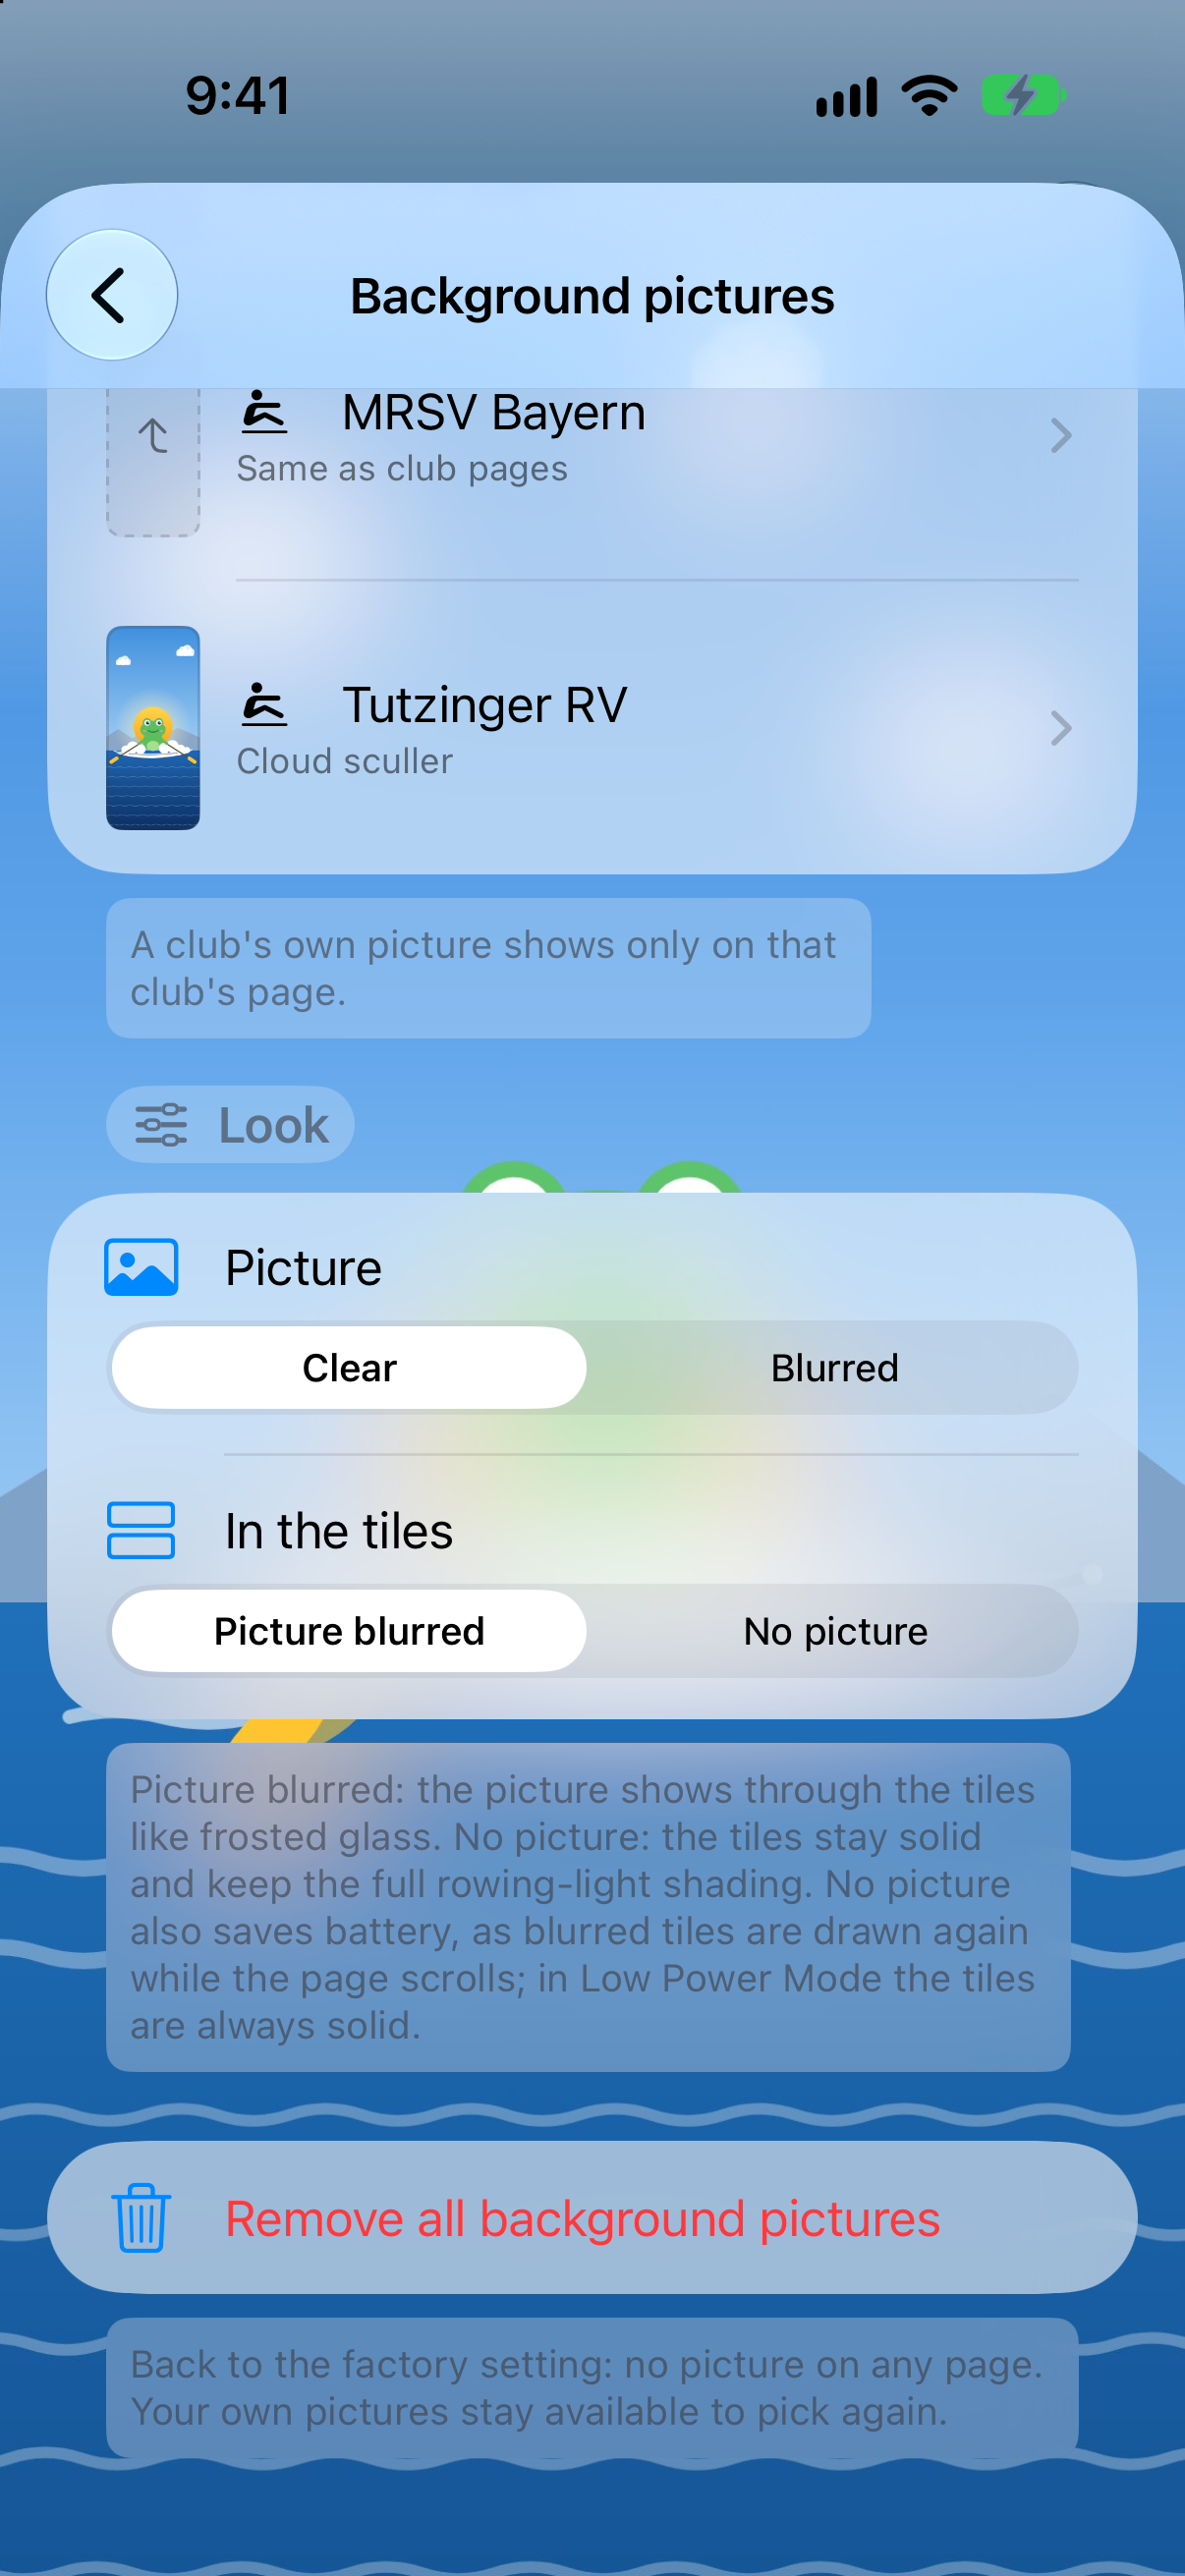 9:41
Background pictures
MRSV Bayern
Same as club pages
Tutzinger RV
Cloud sculler
A club's own picture shows only on that
club's page.
Look
Picture
Clear
Blurred
In the tiles
Picture blurred
No picture
Picture blurred: the picture shows through the tiles
like frosted glass. No picture: the tiles stay solid
and keep the full rowing-light shading. No picture
also saves battery, as blurred tiles are drawn again
while the page scrolls; in Low Power Mode the tiles
are always solid.
Remove all background pictures
Back to the factory setting: no picture on any page.
Your own pictures stay available to pick again.